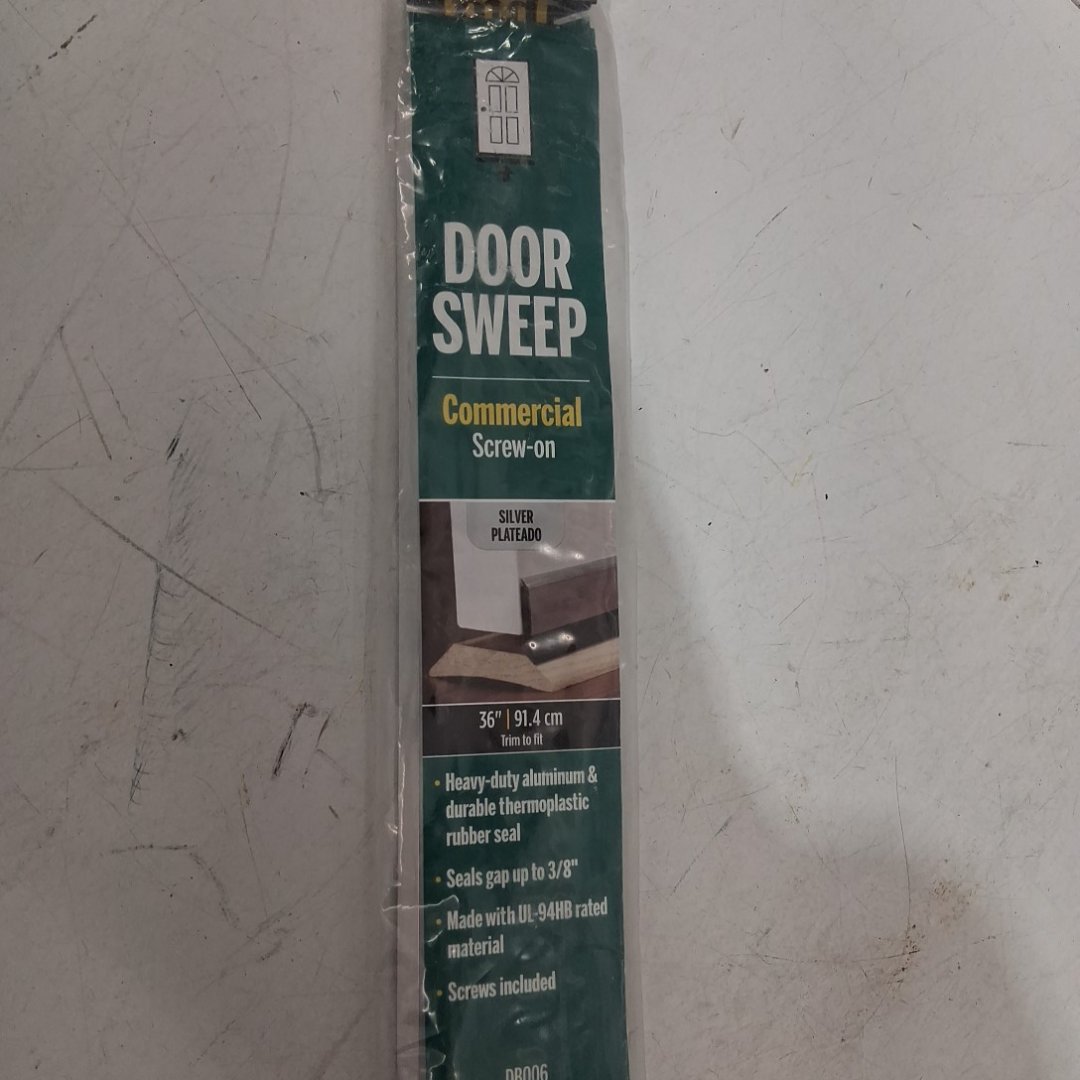 DOOR
SWEEP
Commercial
Screw-on
SILVER
PLATEADO
36" | 91.4 cm
Trim to fit
• Heavy-duty aluminum &
durable thermoplastic
rubber seal
• Seals gap up to 3/8"
• Made with UL-94HB rated
material
• Screws included
DB006